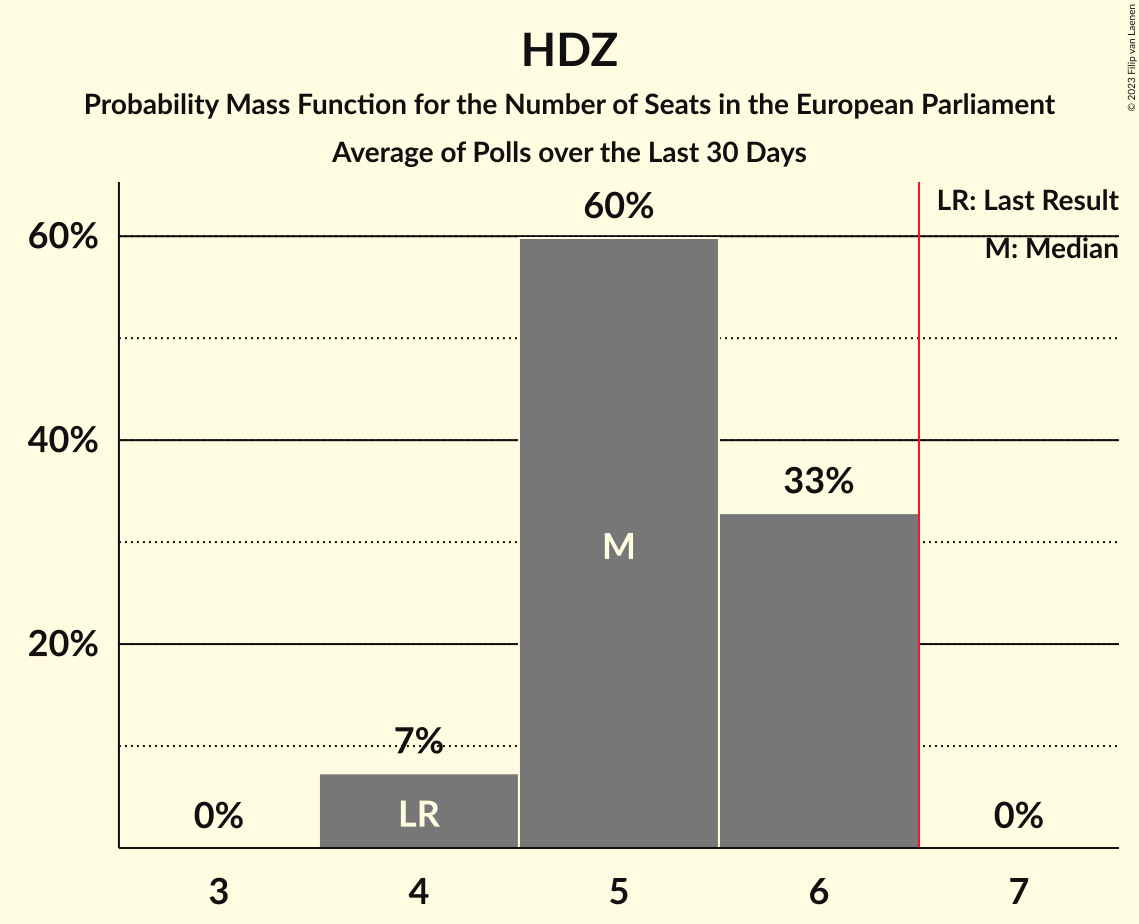 HDZ
Probability Mass Function for the Number of Seats in the European Parliament
Average of Polls over the Last 30 Days
© 2023 Filip van Laenen
LR: Last Result
M: Median
60%
40%
20%
0%
7%
60%
33%
0%
LR
M
3
4
5
6
7